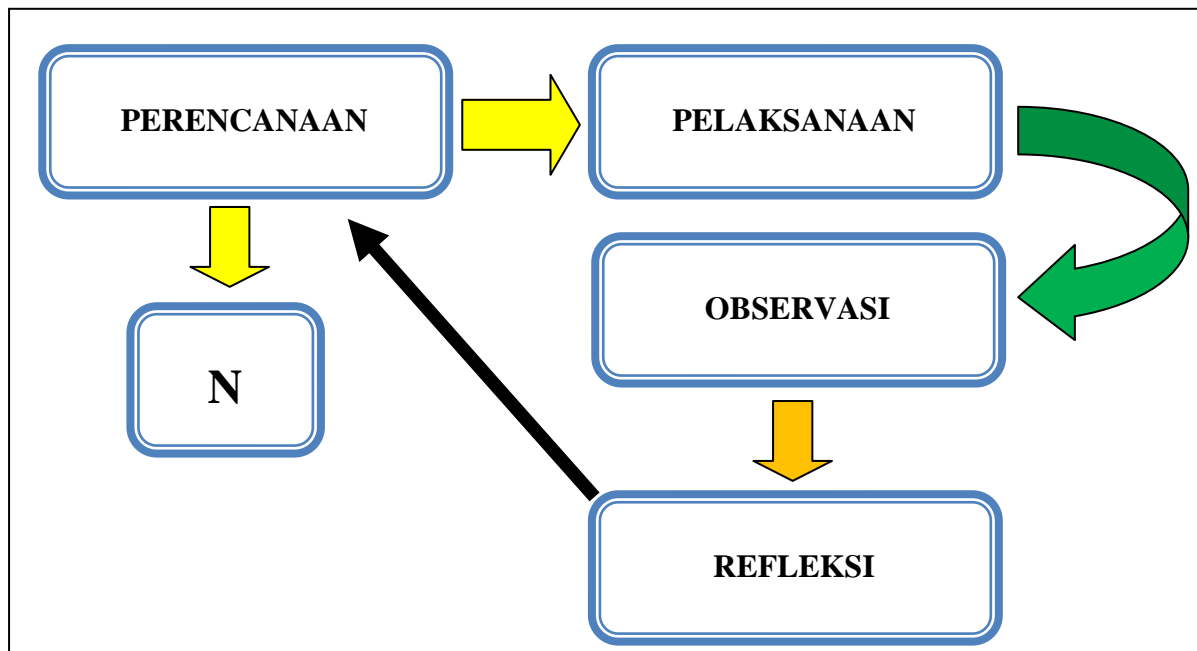 PERENCANAAN
PELAKSANAAN
OBSERVASI
N
REFLEKSI